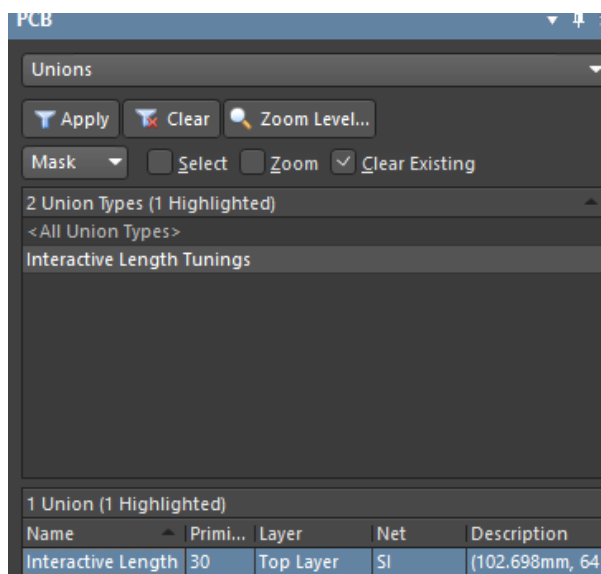 PCB
Unions
Apply Clear Zoom Level...
Mask Select Zoom Clear Existing
2 Union Types (1 Highlighted)
<All Union Types>
Interactive Length Tunings
1 Union (1 Highlighted)
Name Primi... Layer Net Description
Interactive Length 30 Top Layer SI (102.698mm, 64